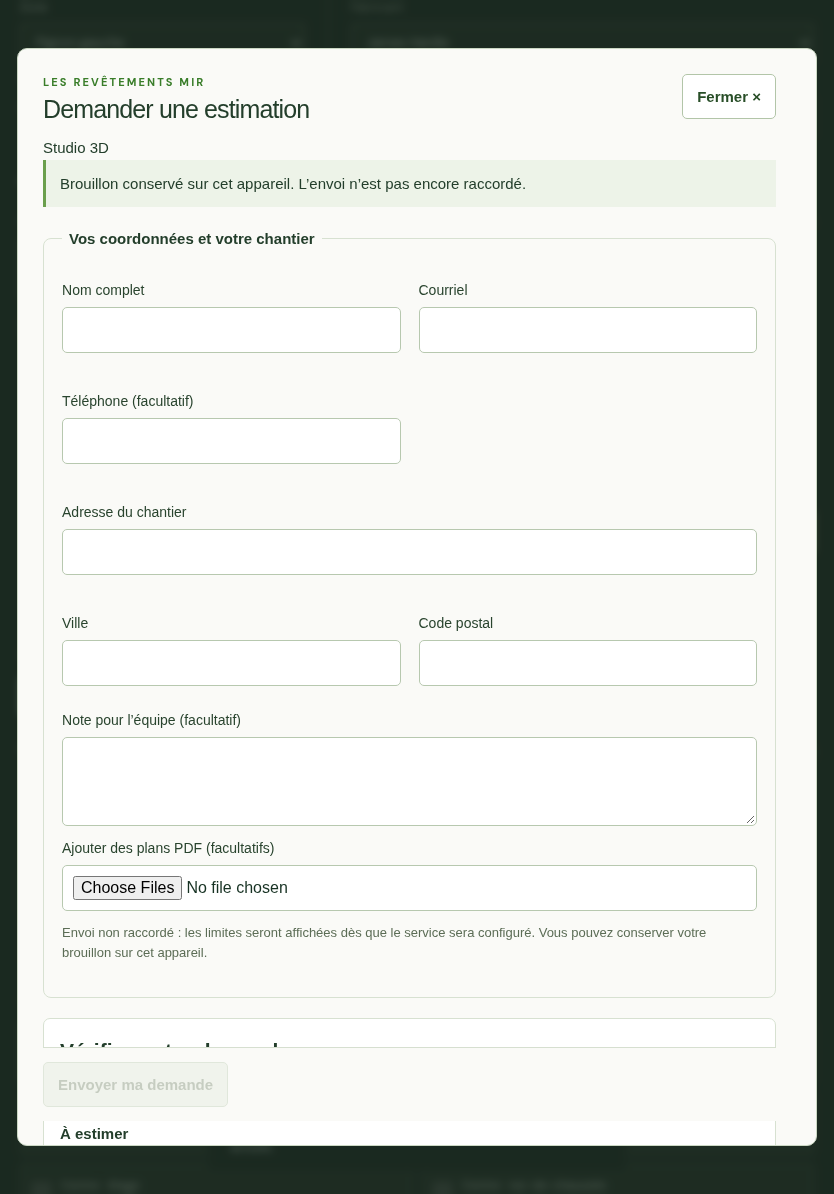 LES REVÊTEMENTS MIR
Demander une estimation
Fermer ×
Studio 3D
Brouillon conservé sur cet appareil. L'envoi n'est pas encore raccordé.
Vos coordonnées et votre chantier
Nom complet
Courriel
Téléphone (facultatif)
Adresse du chantier
Ville
Code postal
Note pour l'équipe (facultatif)
Ajouter des plans PDF (facultatifs)
Choose Files No file chosen
Envoi non raccordé : les limites seront affichées dès que le service sera configuré. Vous pouvez conserver votre
brouillon sur cet appareil.
Envoyer ma demande
À estimer